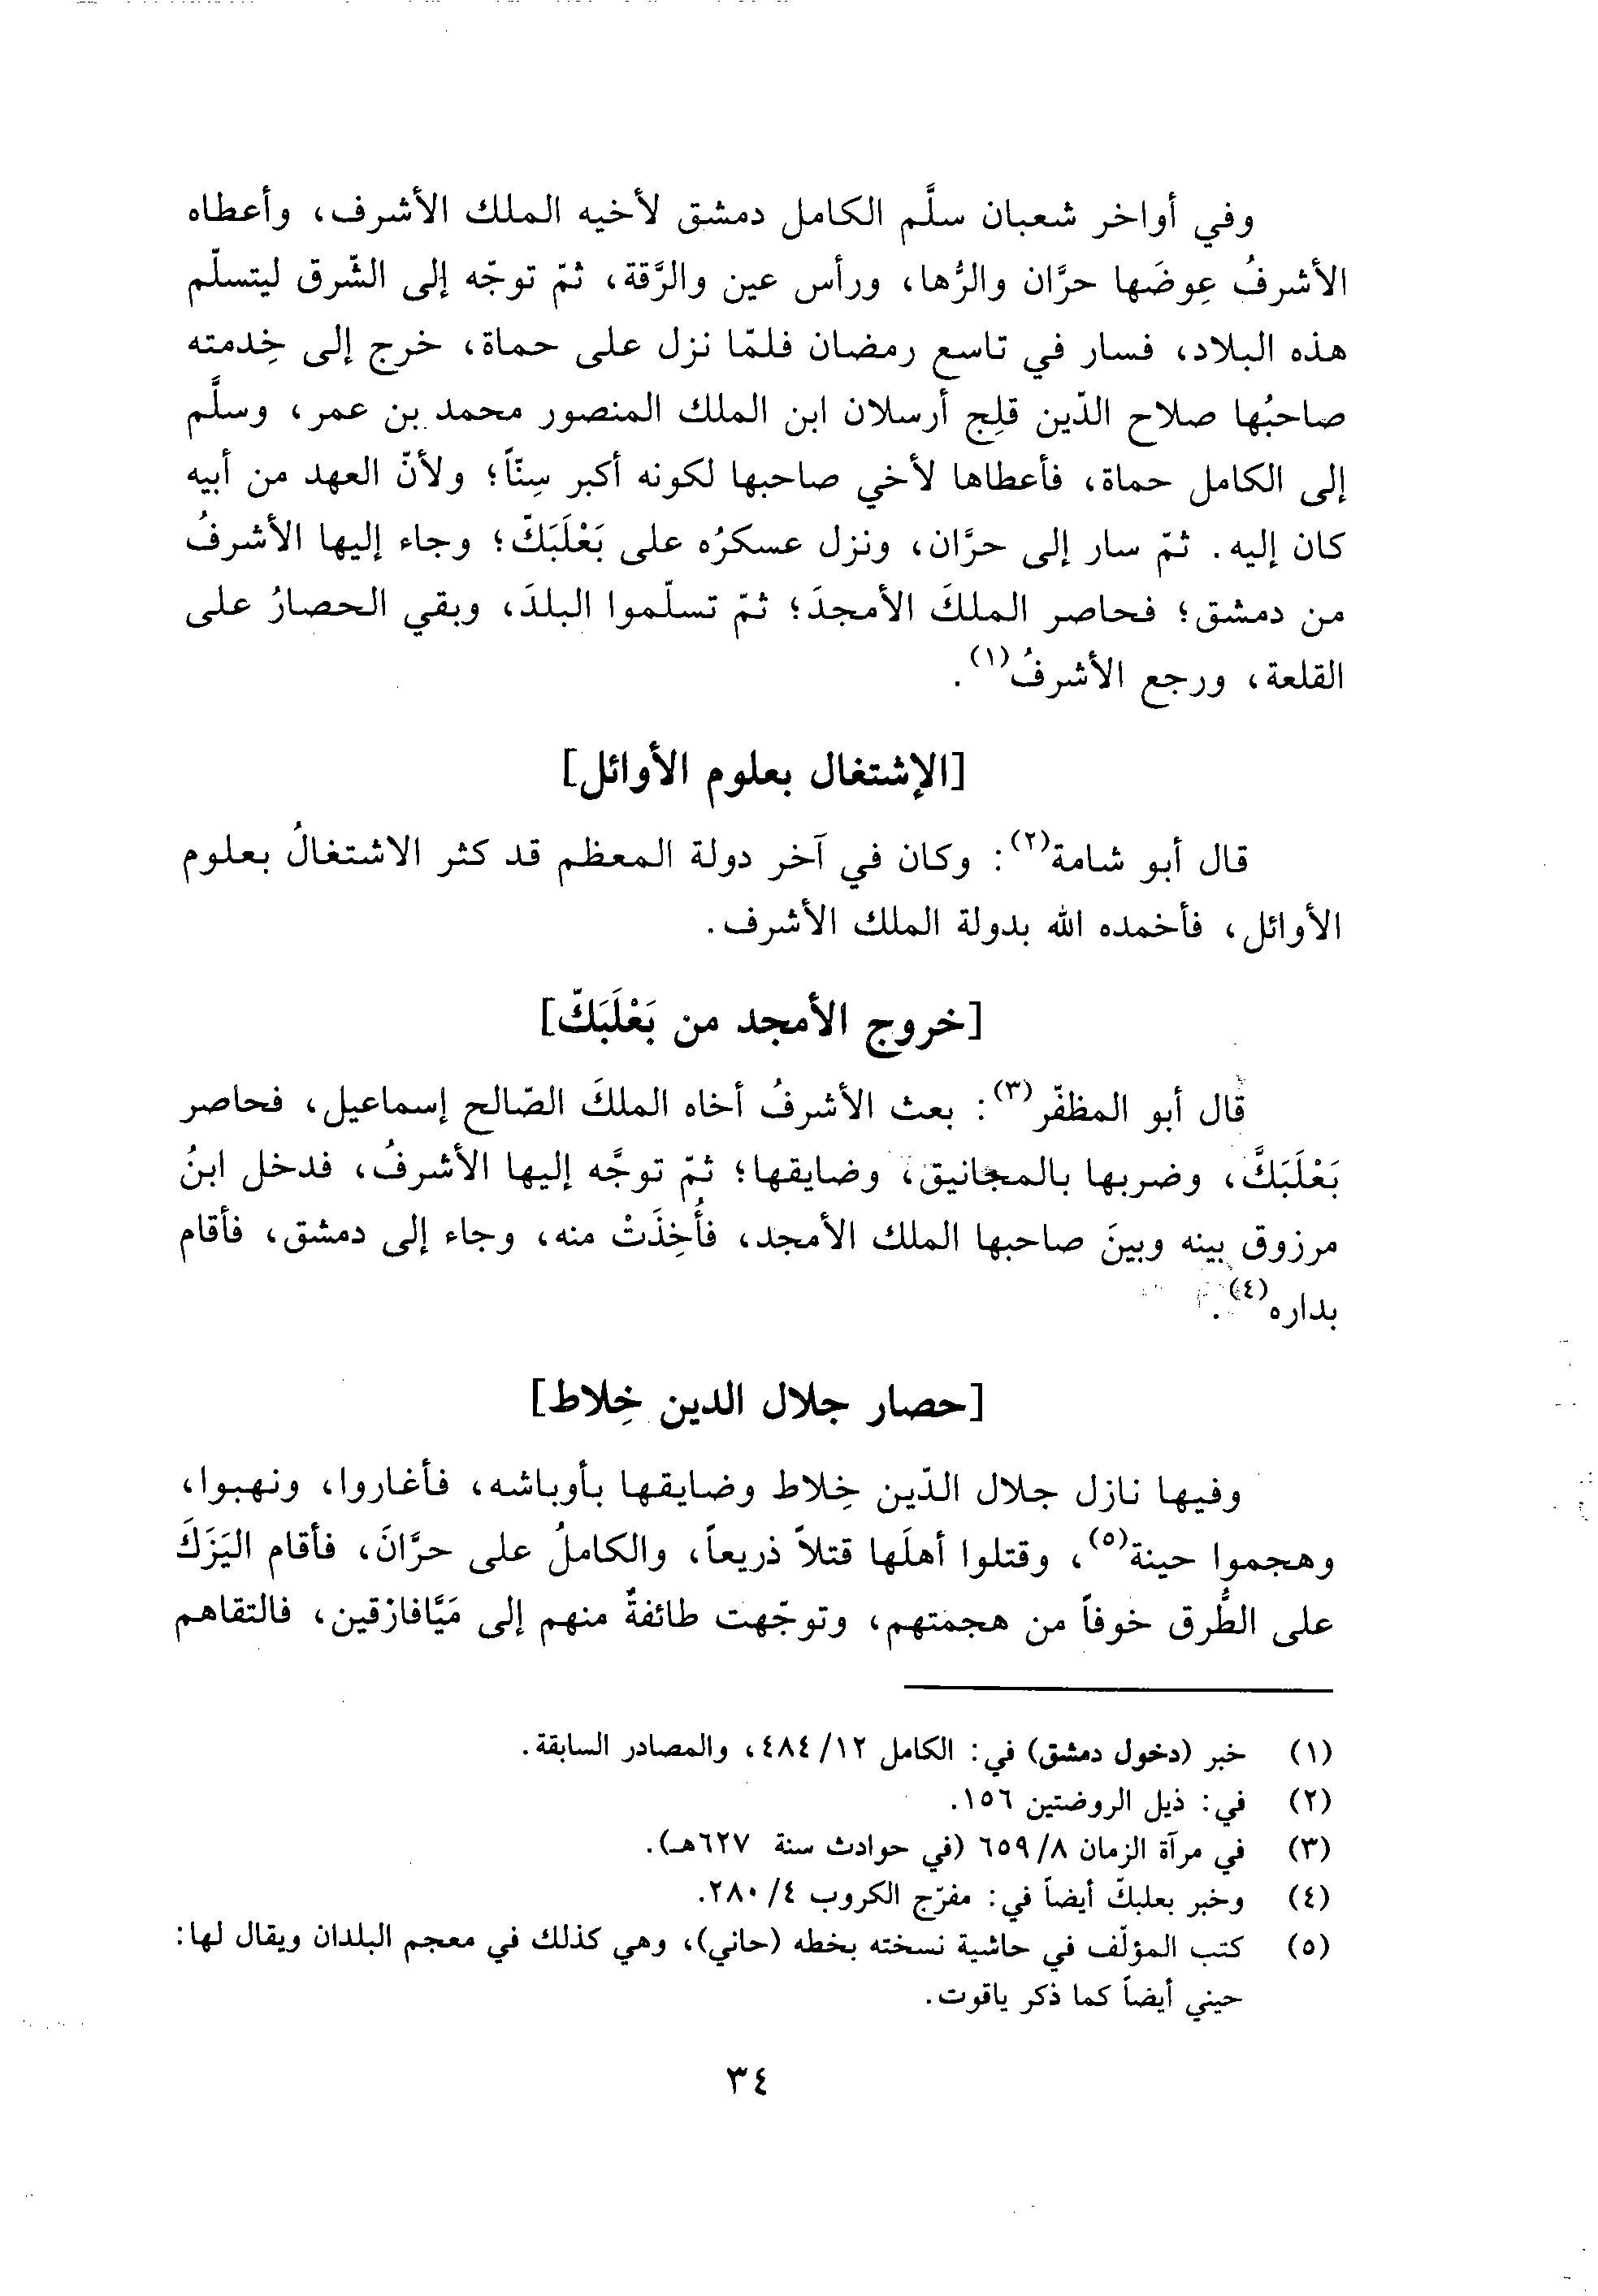 وفي أواخر شعبان سلَّم الكامل دمشق لأخيه الملك الأشرف، وأعطاه
الأشرفُ عِوضَها حرَّان والرُّها، ورأس عين والرَّقة، ثمّ توجّه إلى الشّرق ليتسلّم
هذه البلاد، فسار في تاسع رمضان فلمّا نزل على حماة، خرج إلى خِدمته
صاحبُها صلاح الدّين قلِج أرسلان ابن الملك المنصور محمد بن عمر، وسلَّم
إلى الكامل حماة، فأعطاها لأخي صاحبها لكونه أكبر سِنّاً؛ ولأنّ العهد من أبيه
كان إليه. ثمّ سار إلى حرَّان، ونزل عسكرُه على بَعْلَبَكّ؛ وجاء إليها الأشرفُ
من دمشق؛ فحاصر الملكَ الأمجدَ؛ ثمّ تسلّموا البلدَ، وبقي الحصارُ على
القلعة، ورجع الأشرفُ(١).
[الإشتغال بعلوم الأوائل]
قال أبو شامة(٢): وكان في آخر دولة المعظم قد كثر الاشتغالُ بعلوم
الأوائل، فأخمده الله بدولة الملك الأشرف.
[خروج الأمجد من بَعْلَبَكّ]
قال أبو المظفّر(٣): بعث الأشرفُ أخاه الملكَ الصّالح إسماعيل، فحاصر
بَعْلَبَكَّ، وضربها بالمجانيق، وضايقها؛ ثمّ توجَّه إليها الأشرفُ، فدخل ابنُ
مرزوق بينه وبينَ صاحبها الملك الأمجد، فأُخِذَتْ منه، وجاء إلى دمشق، فأقام
بداره(٤).
[حصار جلال الدين خِلاط]
وفيها نازل جلال الدّين خِلاط وضايقها بأوباشه، فأغاروا، ونهبوا،
وهجموا حينة(٥)، وقتلوا أهلَها قتلاً ذريعاً، والكاملُ على حرَّانَ، فأقام اليَزَكَ
على الطُّرق خوفاً من هجمتهم، وتوجّهت طائفةٌ منهم إلى مَيَّافازقين، فالتقاهم
(١) خبر (دخول دمشق) في: الكامل ١٢/ ٤٨٤، والمصادر السابقة.
(٢) في: ذيل الروضتين ١٥٦.
(٣) في مرآة الزمان ٨/ ٦٥٩ (في حوادث سنة ٦٢٧هـ).
(٤) وخبر بعلبكّ أيضاً في: مفرّج الكروب ٤/ ٢٨٠.
(٥) كتب المؤلّف في حاشية نسخته بخطه (حاني)، وهي كذلك في معجم البلدان ويقال لها:
حيني أيضاً كما ذكر ياقوت.
٣٤